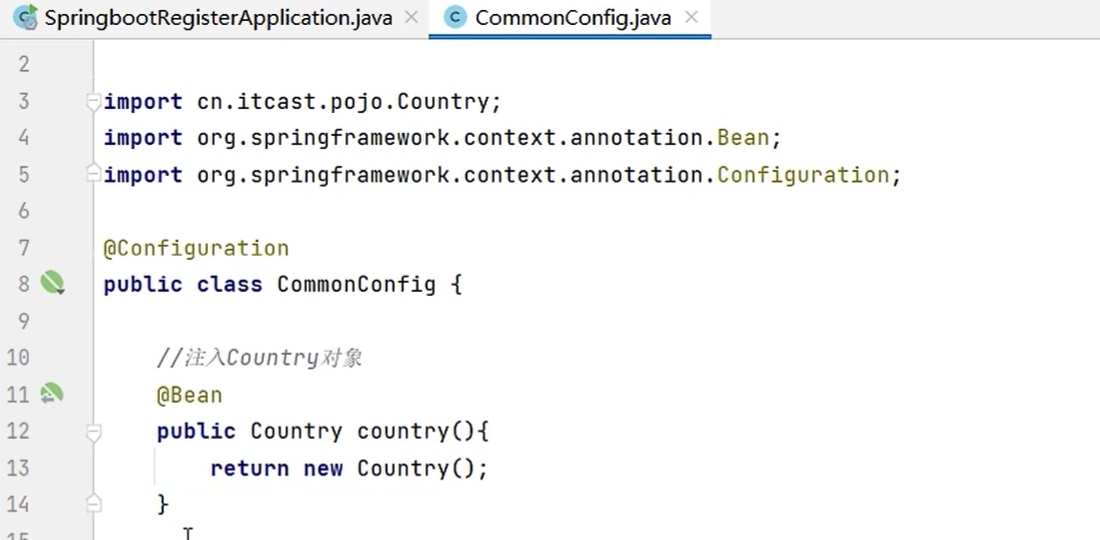 SpringbootRegisterApplication.java CommonConfig.java
2
3 import cn.itcast.pojo.Country;
4 import org.springframework.context.annotation.Bean;
5 import org.springframework.context.annotation.Configuration;
6
7 @Configuration
8 public class CommonConfig {
9
10 //注入Country对象
11 @Bean
12 public Country country(){
13 return new Country();
14 }
15